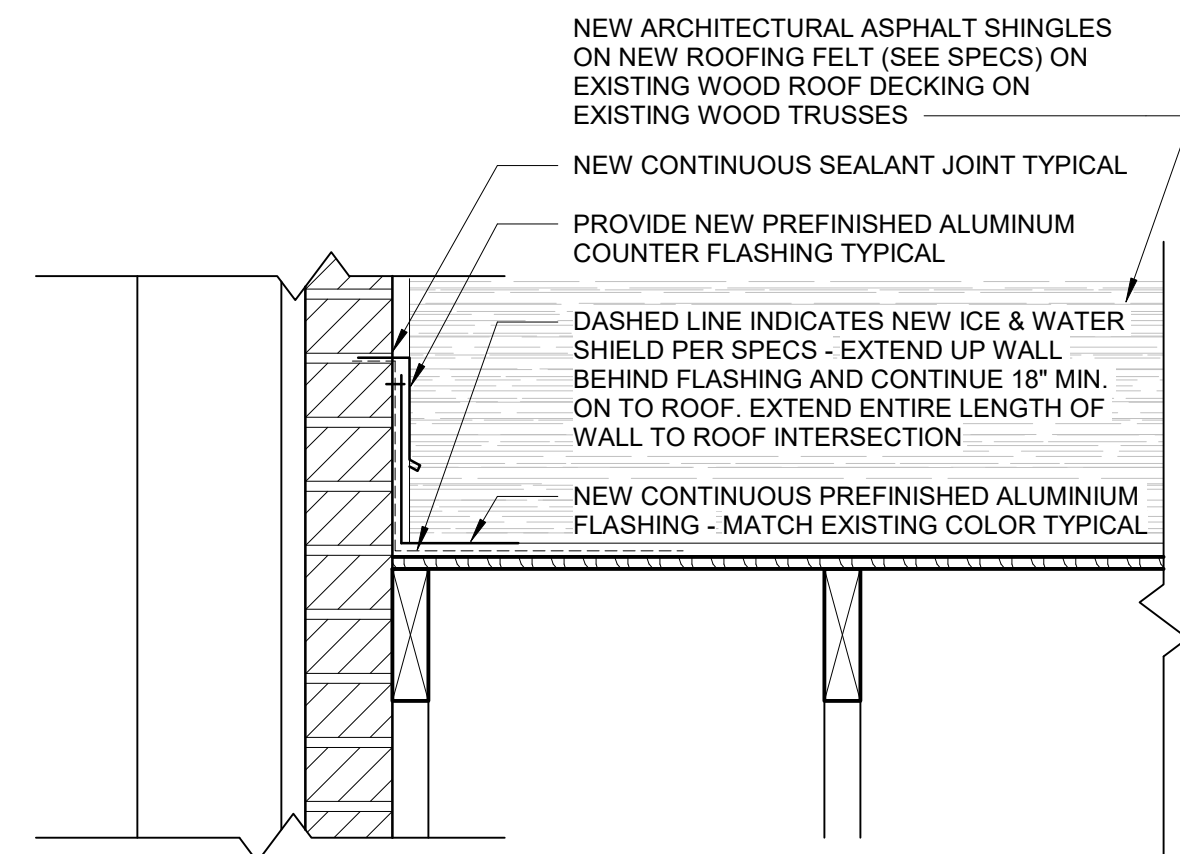 NEW ARCHITECTURAL ASPHALT SHINGLES
ON NEW ROOFING FELT (SEE SPECS) ON
EXISTING WOOD ROOF DECKING ON
EXISTING WOOD TRUSSES
NEW CONTINUOUS SEALANT JOINT TYPICAL
PROVIDE NEW PREFINISHED ALUMINUM
COUNTER FLASHING TYPICAL
DASHED LINE INDICATES NEW ICE & WATER
SHIELD PER SPECS - EXTEND UP WALL
BEHIND FLASHING AND CONTINUE 18" MIN.
ON TO ROOF. EXTEND ENTIRE LENGTH OF
WALL TO ROOF INTERSECTION
NEW CONTINUOUS PREFINISHED ALUMINIUM
FLASHING - MATCH EXISTING COLOR TYPICAL